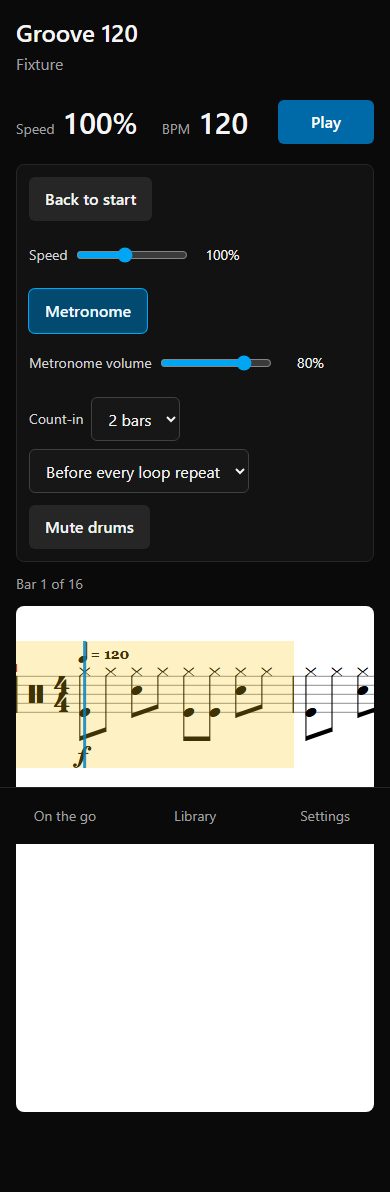 Groove 120
Fixture
Speed 100% BPM 120 Play
Back to start
Speed 100%
Metronome
Metronome volume 80%
Count-in 2 bars
Before every loop repeat
Mute drums
Bar 1 of 16
= 120
4
4
f
On the go Library Settings